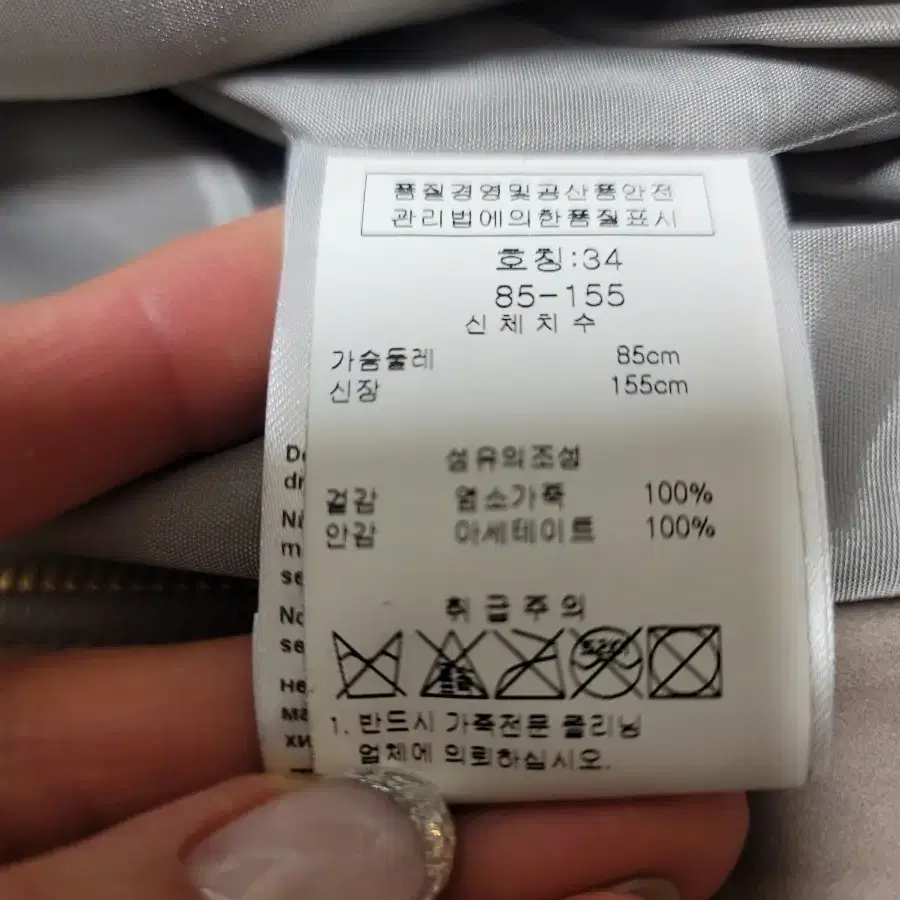 품질경영및공산품안전
관리법에의한품질표시
호칭:34
85-155
신체치수
가슴둘레 85cm
신장 155cm
섬유의조성
겉감 염소가죽 100%
안감 아세테이트 100%
취급주의
1. 반드시 가죽전문 클리닝
업체에 의뢰하십시오.